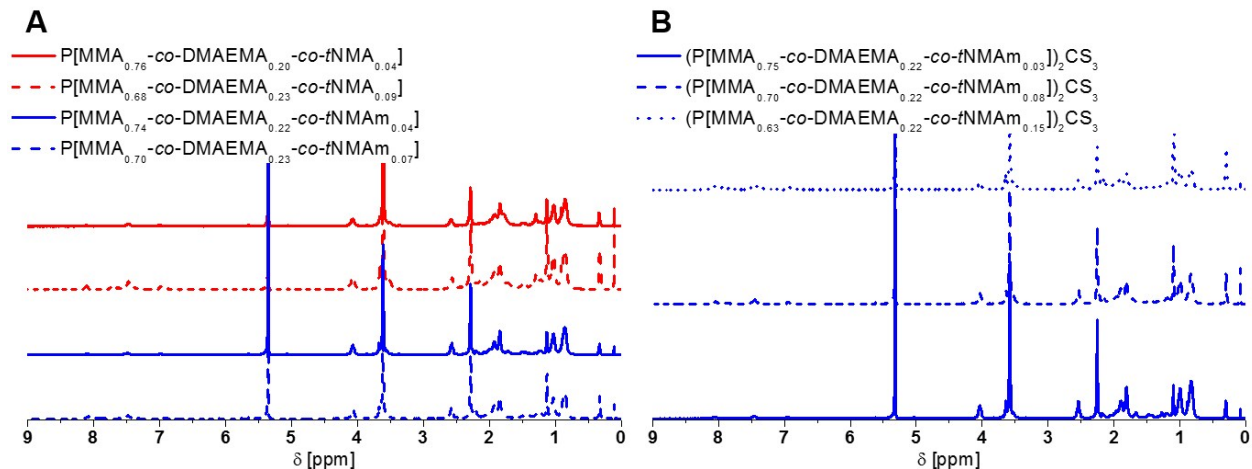 A
P[MMA0.76-co-DMAEMA0.20-co-tNMA0.04]
P[MMA0.68-co-DMAEMA0.23-co-tNMA0.09]
P[MMA0.74-co-DMAEMA0.22-co-tNMAm0.04]
P[MMA0.70-co-DMAEMA0.23-co-tNMAm0.07]
9 8 7 6 5 4 3 2 1 0
δ [ppm]
B
(P[MMA0.75-co-DMAEMA0.22-co-tNMAm0.03])2CS3
(P[MMA0.70-co-DMAEMA0.22-co-tNMAm0.08])2CS3
(P[MMA0.63-co-DMAEMA0.22-co-tNMAm0.15])2CS3
9 8 7 6 5 4 3 2 1 0
δ [ppm]